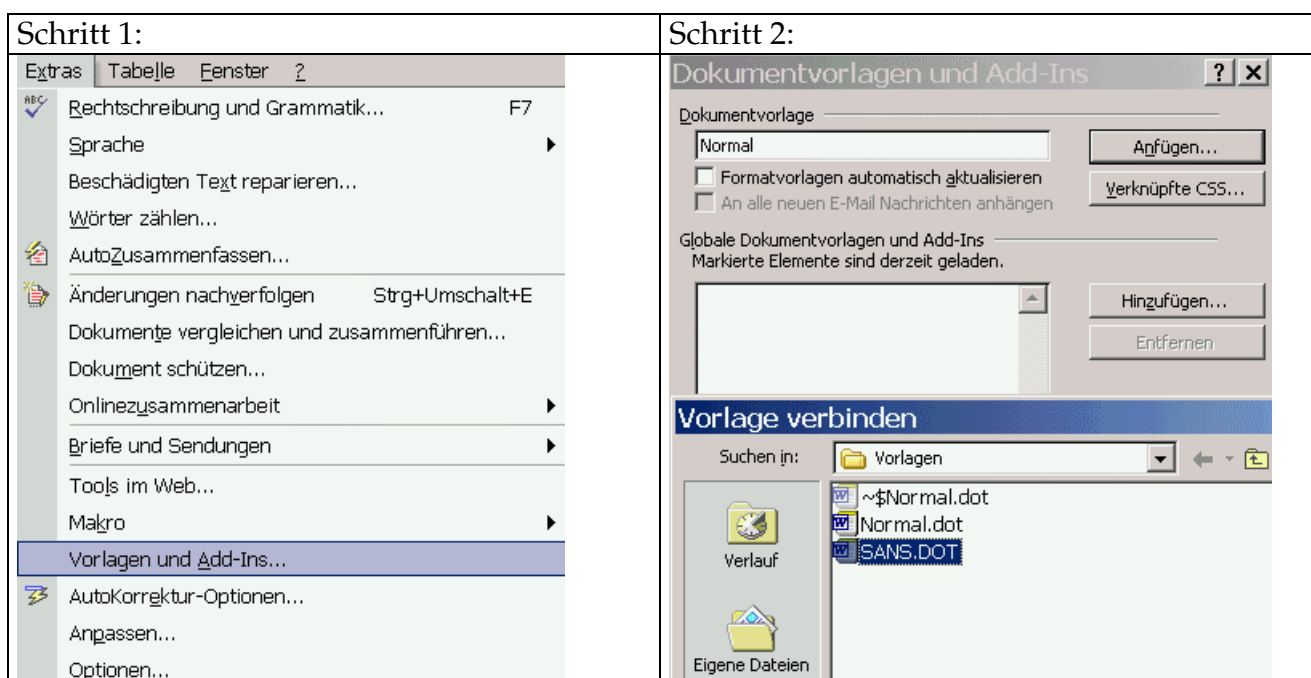 Schritt 1:
Extras Tabelle Fenster ?
ABC Rechtschreibung und Grammatik... F7
Sprache
Beschädigten Text reparieren...
Wörter zählen...
AutoZusammenfassen...
Änderungen nachverfolgen Strg+Umschalt+E
Dokumente vergleichen und zusammenführen...
Dokument schützen...
Onlinezusammenarbeit
Briefe und Sendungen
Tools im Web...
Makro
Vorlagen und Add-Ins...
AutoKorrektur-Optionen...
Anpassen...
Optionen...
Schritt 2:
Dokumentvorlagen und Add-Ins
Dokumentvorlage
Normal Anfügen...
Formatvorlagen automatisch aktualisieren Verknüpfte CSS...
An alle neuen E-Mail Nachrichten anhängen
Globale Dokumentvorlagen und Add-Ins
Markierte Elemente sind derzeit geladen.
Hinzufügen...
Entfernen
Vorlage verbinden
Suchen in: Vorlagen
~$Normal.dot
Normal.dot
SANS.DOT
Verlauf
Eigene Dateien